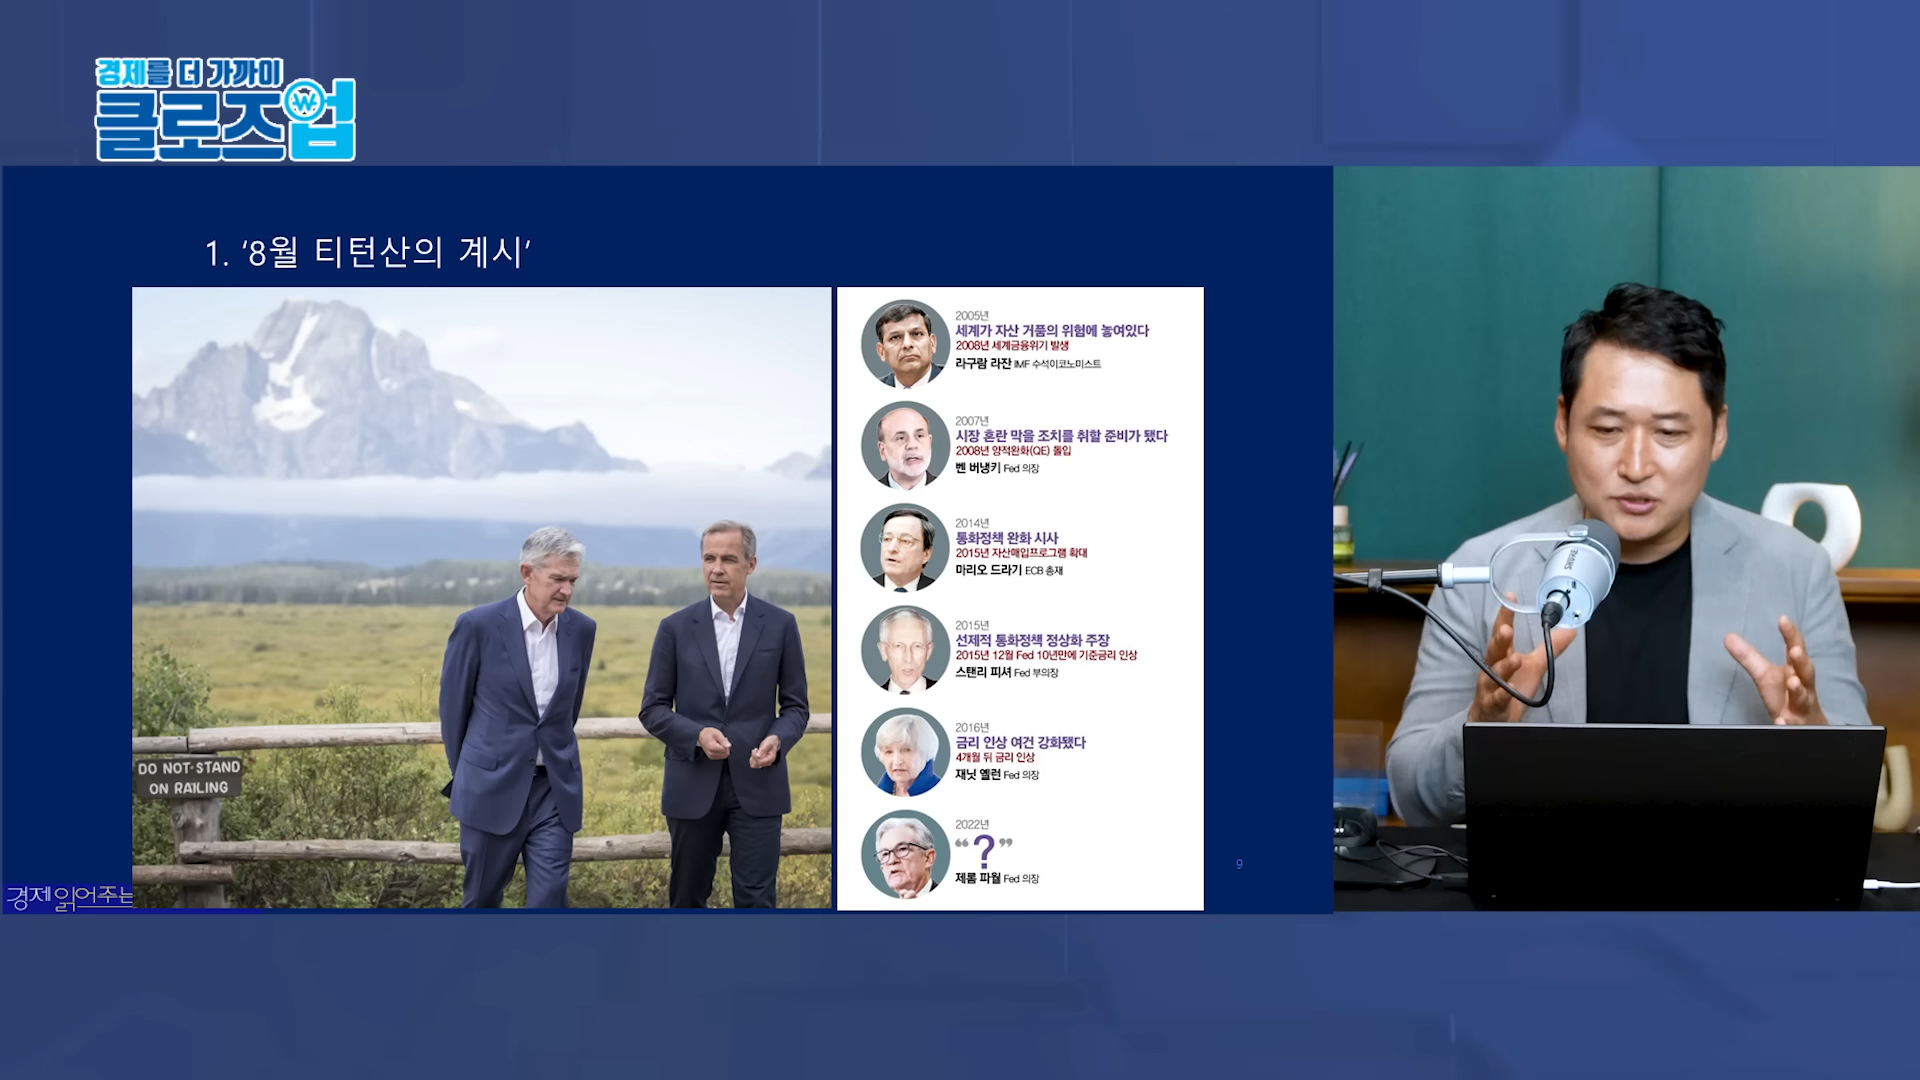 경제를 더 가까이
클로즈업
1. ‘8월 티턴산의 계시’
DO NOT STAND
ON RAILING
2005년
세계가 자산 거품의 위험에 놓여있다
2008년 세계금융위기 발생
라구람 라잔 IMF 수석이코노미스트
2007년
시장 혼란 막을 조치를 취할 준비가 됐다
2008년 양적완화(QE) 돌입
벤 버냉키 Fed 의장
2014년
통화정책 완화 시사
2015년 자산매입프로그램 확대
마리오 드라기 ECB 총재
2015년
선제적 통화정책 정상화 주장
2015년 12월 Fed 10년만에 기준금리 인상
스탠리 피셔 Fed 부의장
2016년
금리 인상 여건 강화됐다
4개월 뒤 금리 인상
재닛 옐런 Fed 의장
2022년
“?”
제롬 파월 Fed 의장
경제읽어주는
9
SHURE